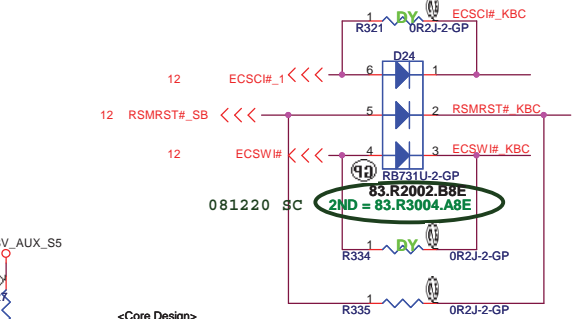 1 DY ECSCI#_KBC
R321 0R2J-2-GP
D24
12 ECSCI#_1 6 1
12 RSMRST#_SB 5 2 RSMRST#_KBC
12 ECSWI# 4 3 ECSWI#_KBC
GP RB731U-2-GP
83.R2002.B8E
081220 SC 2ND = 83.R3004.A8E
V_AUX_S5
1 DY
R334 0R2J-2-GP
1
R335 0R2J-2-GP
<Core Design>